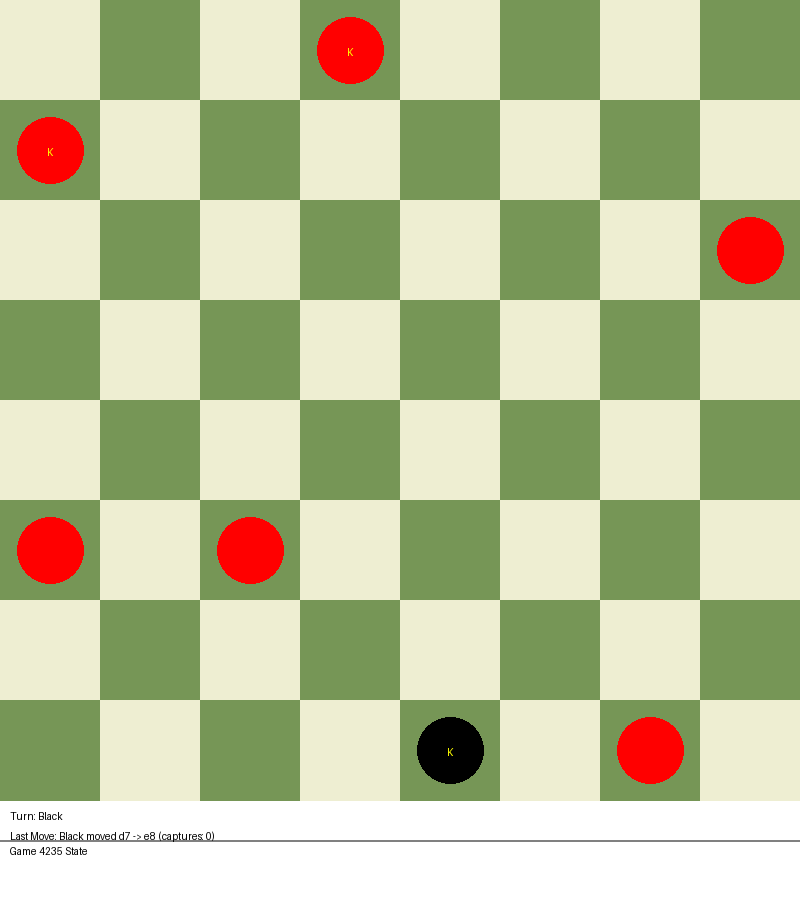 K
K
K
Turn: Black
Last Move: Black moved d7 -> e8 (captures: 0)
Game 4235 State